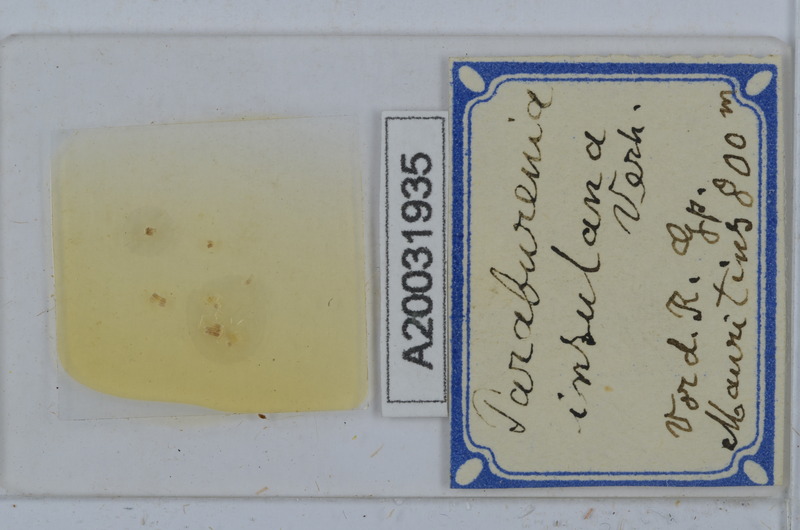 A20031935
Paraburenia
insulana
Verh.
Vord. R. Gp.
Mauritius 800 m